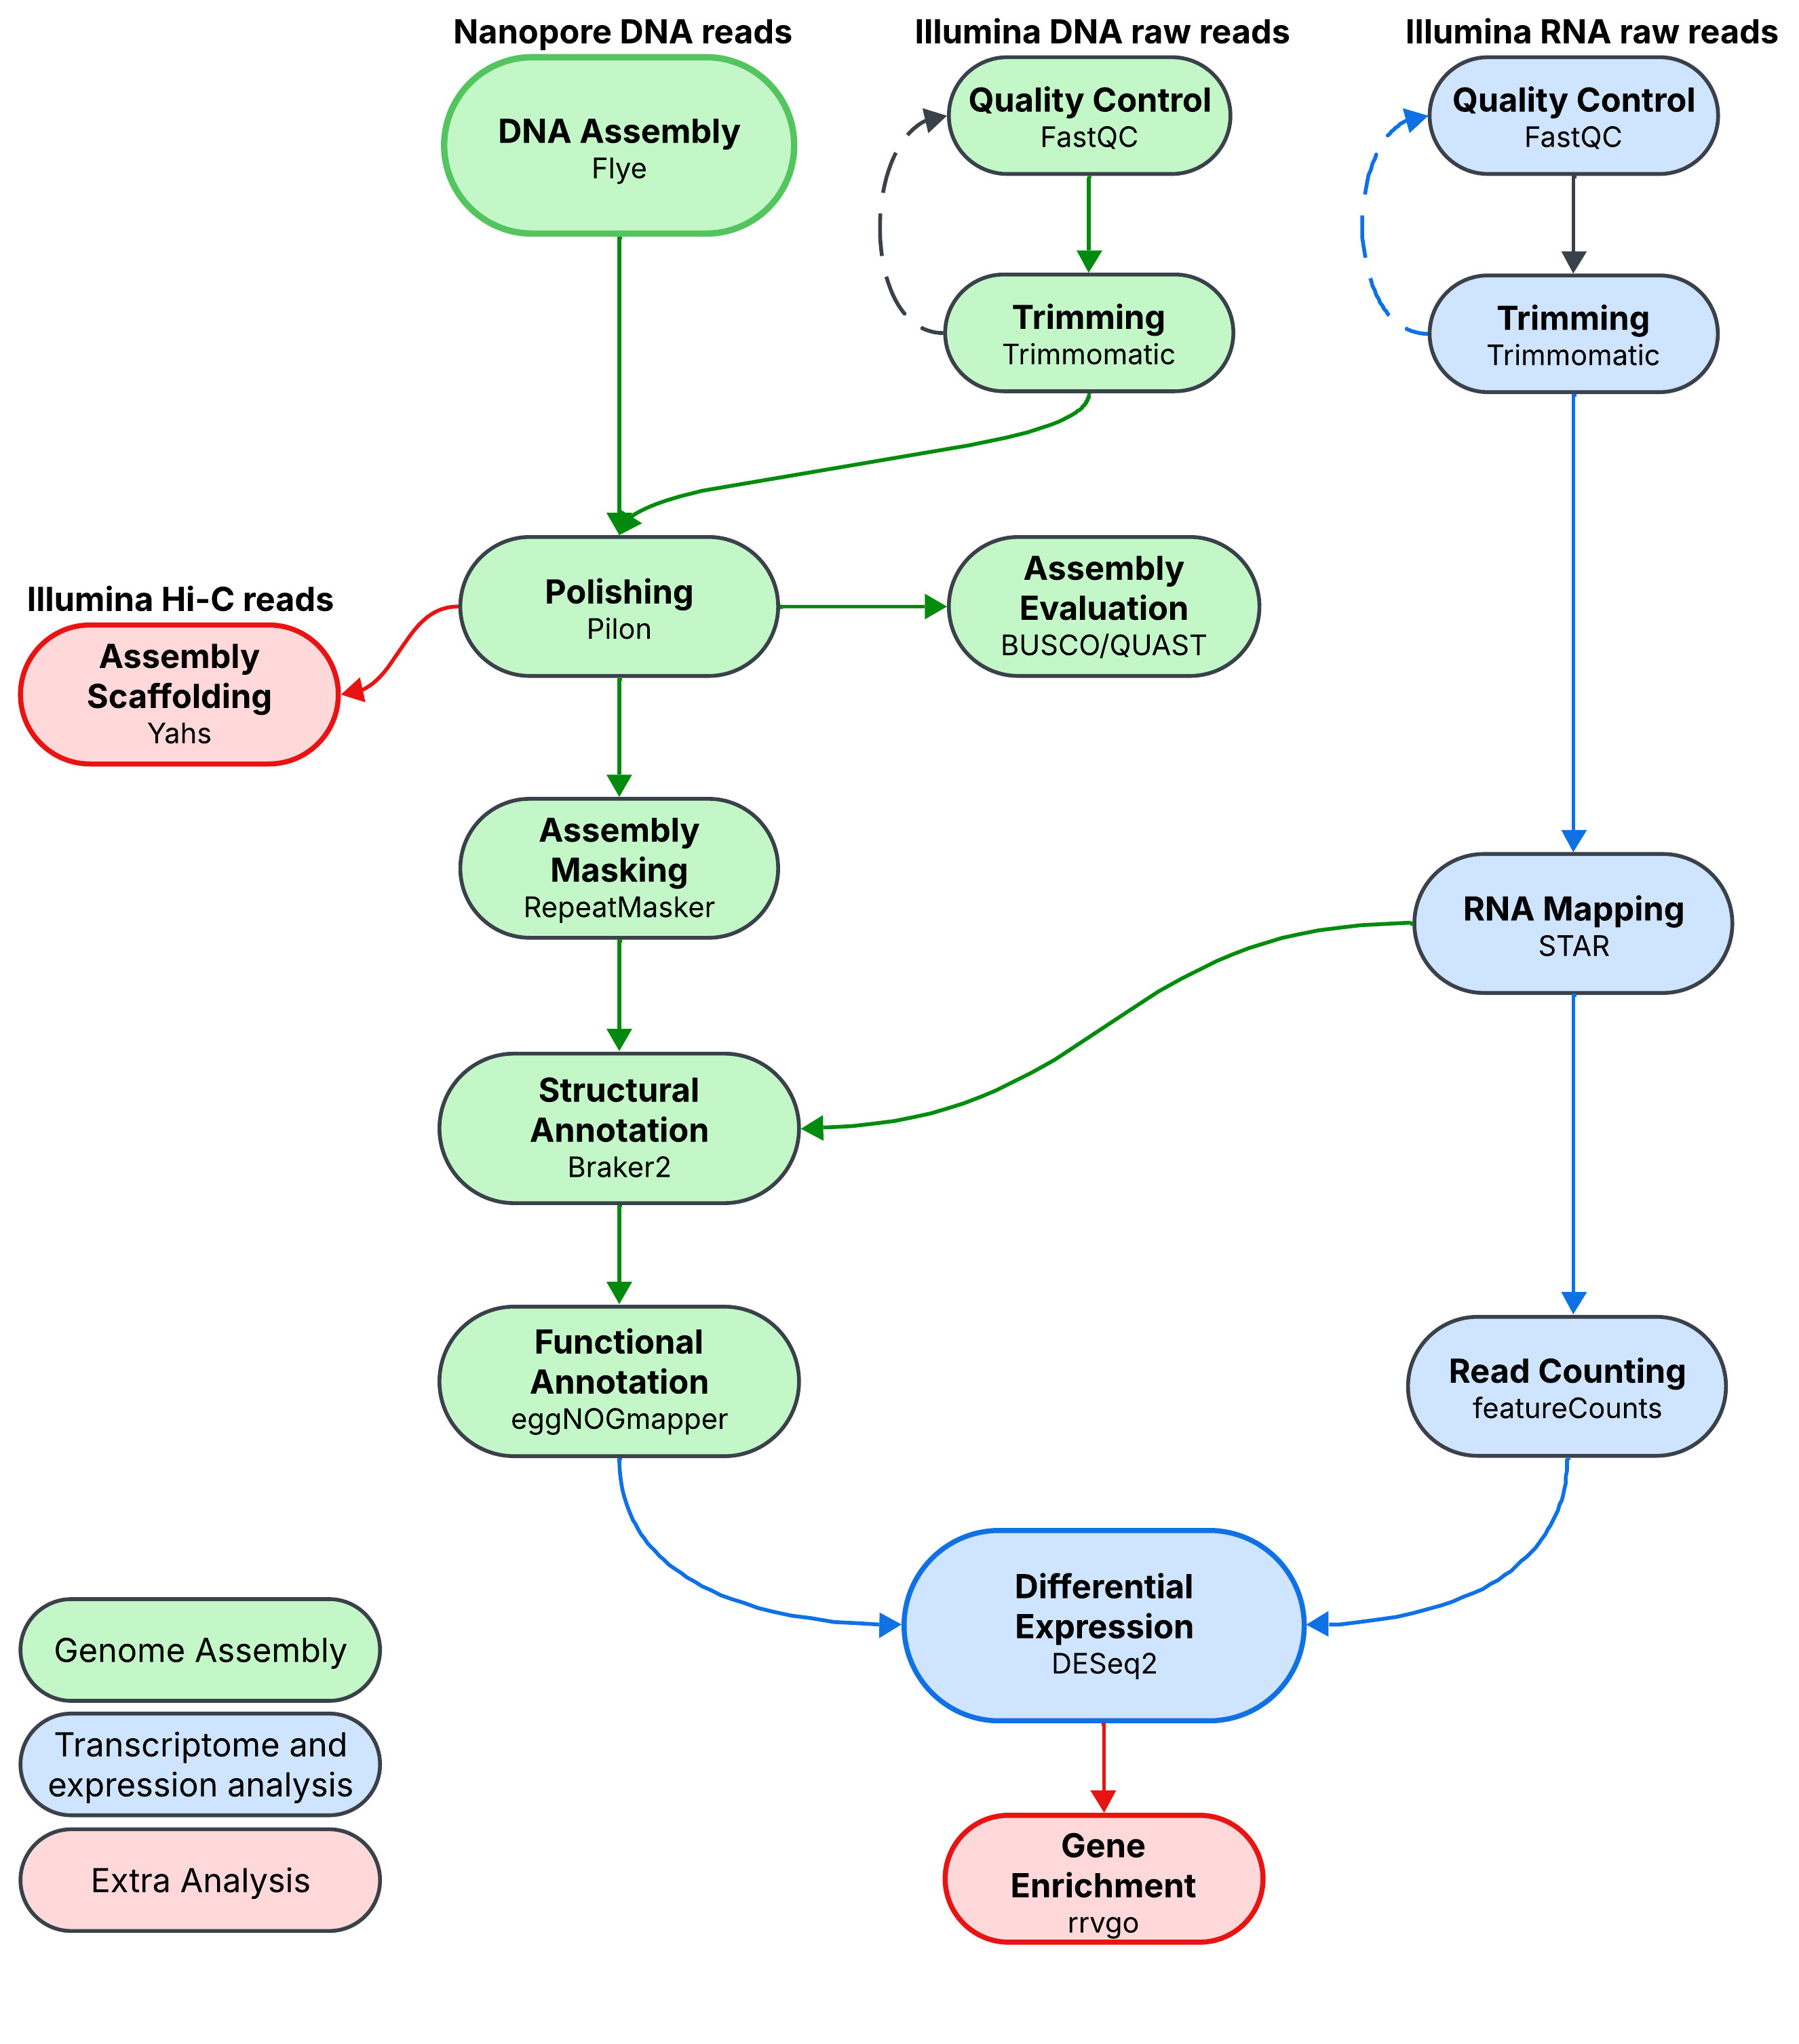 Nanopore DNA reads
Illumina DNA raw reads
Illumina RNA raw reads
DNA Assembly
Flye
Quality Control
FastQC
Quality Control
FastQC
Trimming
Trimmomatic
Trimming
Trimmomatic
Illumina Hi-C reads
Assembly
Scaffolding
Yahs
Polishing
Pilon
Assembly
Evaluation
BUSCO/QUAST
Assembly
Masking
RepeatMasker
RNA Mapping
STAR
Structural
Annotation
Braker2
Functional
Annotation
eggNOGmapper
Read Counting
featureCounts
Differential
Expression
DESeq2
Genome Assembly
Transcriptome and
expression analysis
Extra Analysis
Gene
Enrichment
rrvgo